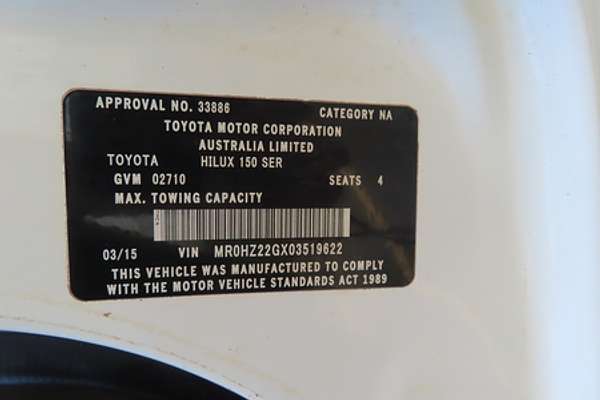 APPROVAL NO. 33886 CATEGORY NA
TOYOTA MOTOR CORPORATION
AUSTRALIA LIMITED
TOYOTA HILUX 150 SER
GVM 02710 SEATS 4
MAX. TOWING CAPACITY
03/15 VIN MR0HZ22GX03519622
THIS VEHICLE WAS MANUFACTURED TO COMPLY
WITH THE MOTOR VEHICLE STANDARDS ACT 1989